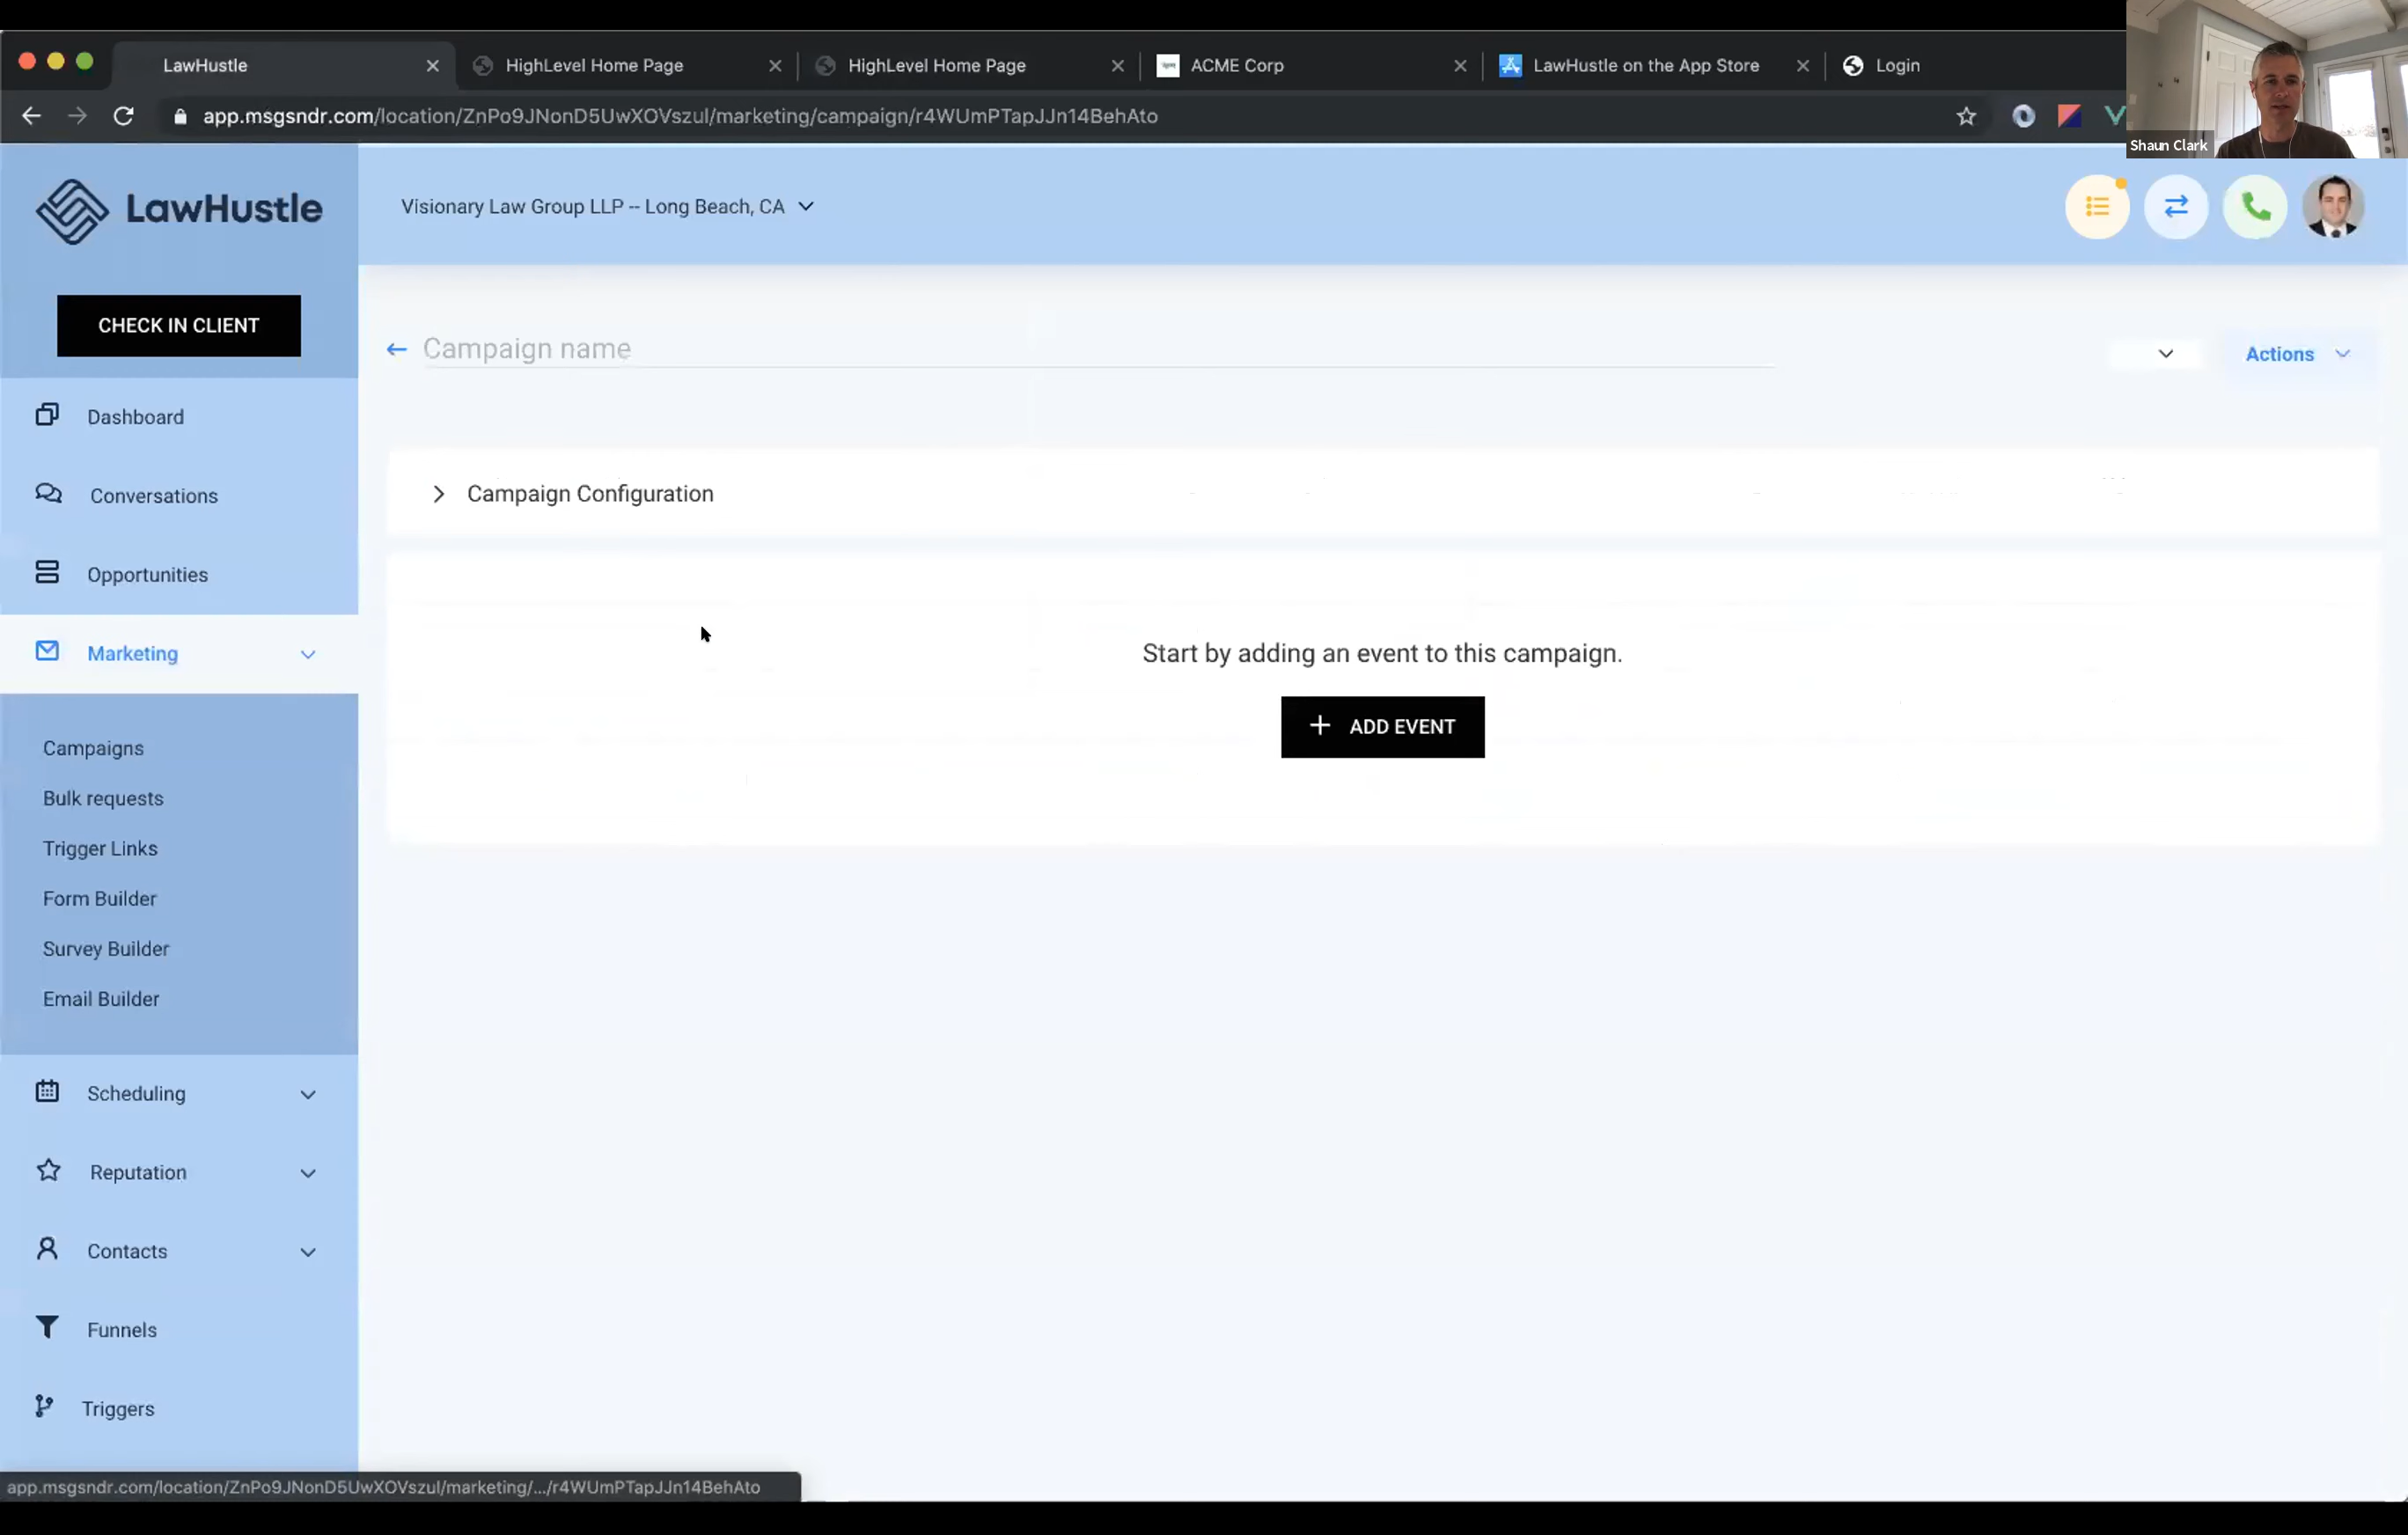 LawHustle
HighLevel Home Page
HighLevel Home Page
ACME Corp
LawHustle on the App Store
Login
app.msgsndr.com/location/ZnPo9JNonD5UwXOVszul/marketing/campaign/r4WUmPTapJJn14BehAto
Shaun Clark
LawHustle
Visionary Law Group LLP -- Long Beach, CA
CHECK IN CLIENT
Campaign name
Actions
Dashboard
Campaign Configuration
Conversations
Opportunities
Marketing
Start by adding an event to this campaign.
+ ADD EVENT
Campaigns
Bulk requests
Trigger Links
Form Builder
Survey Builder
Email Builder
Scheduling
Reputation
Contacts
Funnels
Triggers
app.msgsndr.com/location/ZnPo9JNonD5UwXOVszul/marketing/.../r4WUmPTapJJn14BehAto